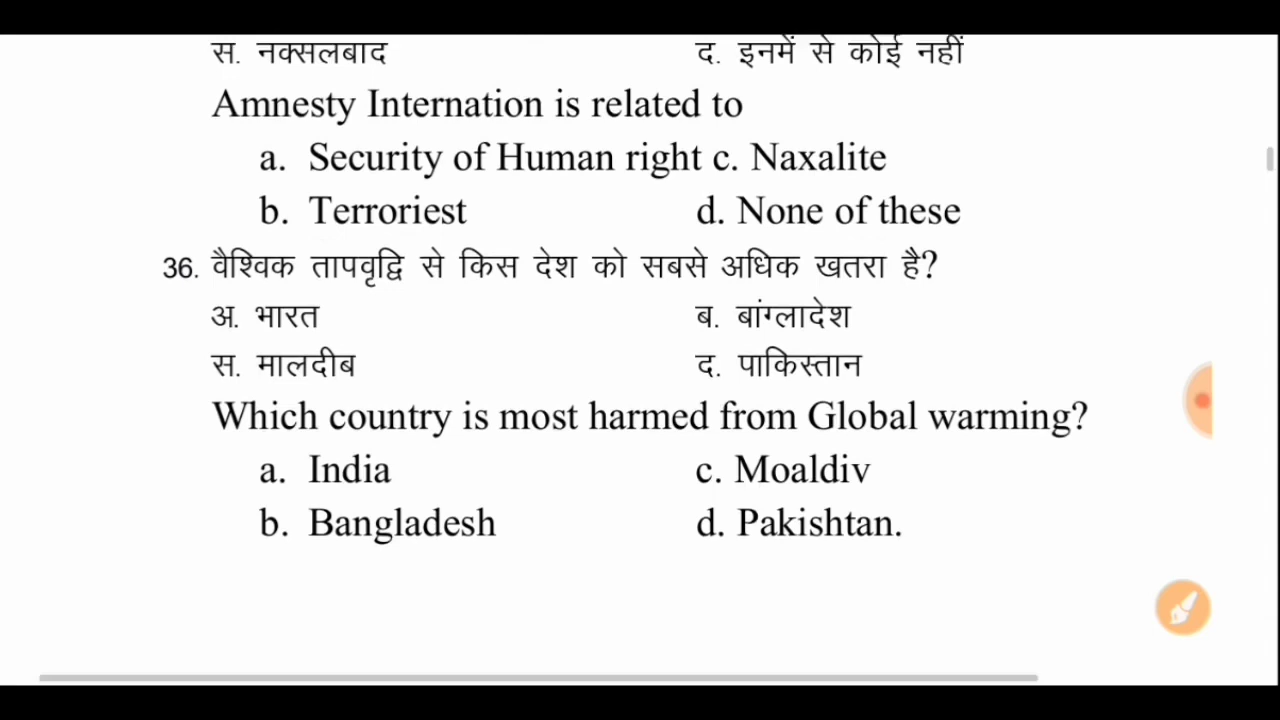 स. नक्सलबाद द. इनमें से कोई नहीं
Amnesty Internation is related to
a. Security of Human right c. Naxalite
b. Terroriest d. None of these
36. वैश्विक तापवृद्वि से किस देश को सबसे अधिक खतरा है?
अ. भारत ब. बांग्लादेश
स. मालदीब द. पाकिस्तान
Which country is most harmed from Global warming?
a. India c. Moaldiv
b. Bangladesh d. Pakishtan.